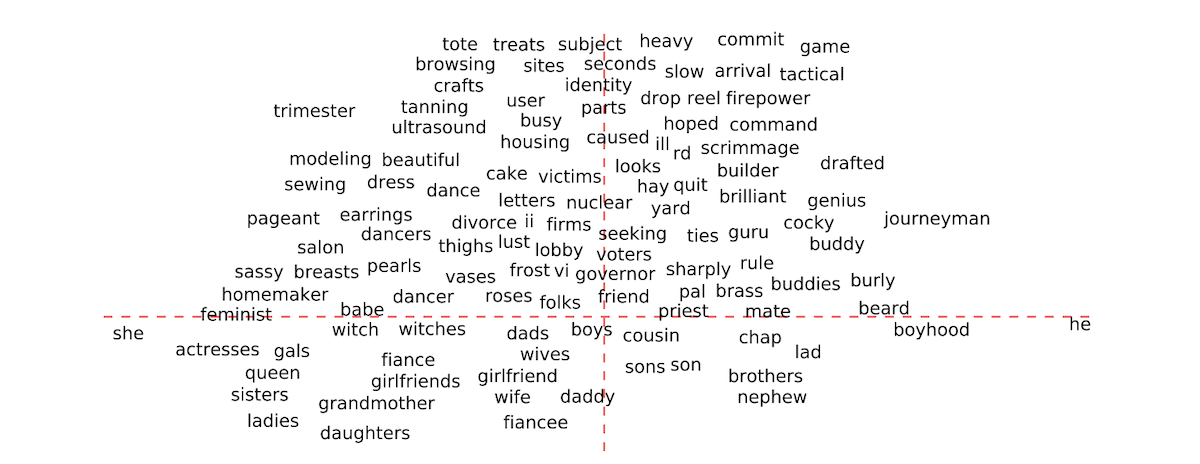 tote treats subject heavy commit game
browsing sites seconds slow arrival tactical
crafts identity
trimester tanning user parts drop reel firepower
ultrasound busy hoped command
housing caused ill rd scrimmage
modeling beautiful looks builder drafted
sewing dress dance cake victims hay quit brilliant genius
letters nuclear yard
pageant earrings divorce ii firms cocky journeyman
salon dancers thighs lust lobby seeking ties guru buddy
voters
sassy breasts pearls vases frost vi governor sharply rule buddies burly
homemaker babe dancer roses folks friend pal brass
feminist priest mate beard
she witch witches dads boys cousin chap boyhood he
actresses gals fiance wives lad
queen girlfriends girlfriend sons son brothers
sisters grandmother wife daddy nephew
ladies daughters fiancee